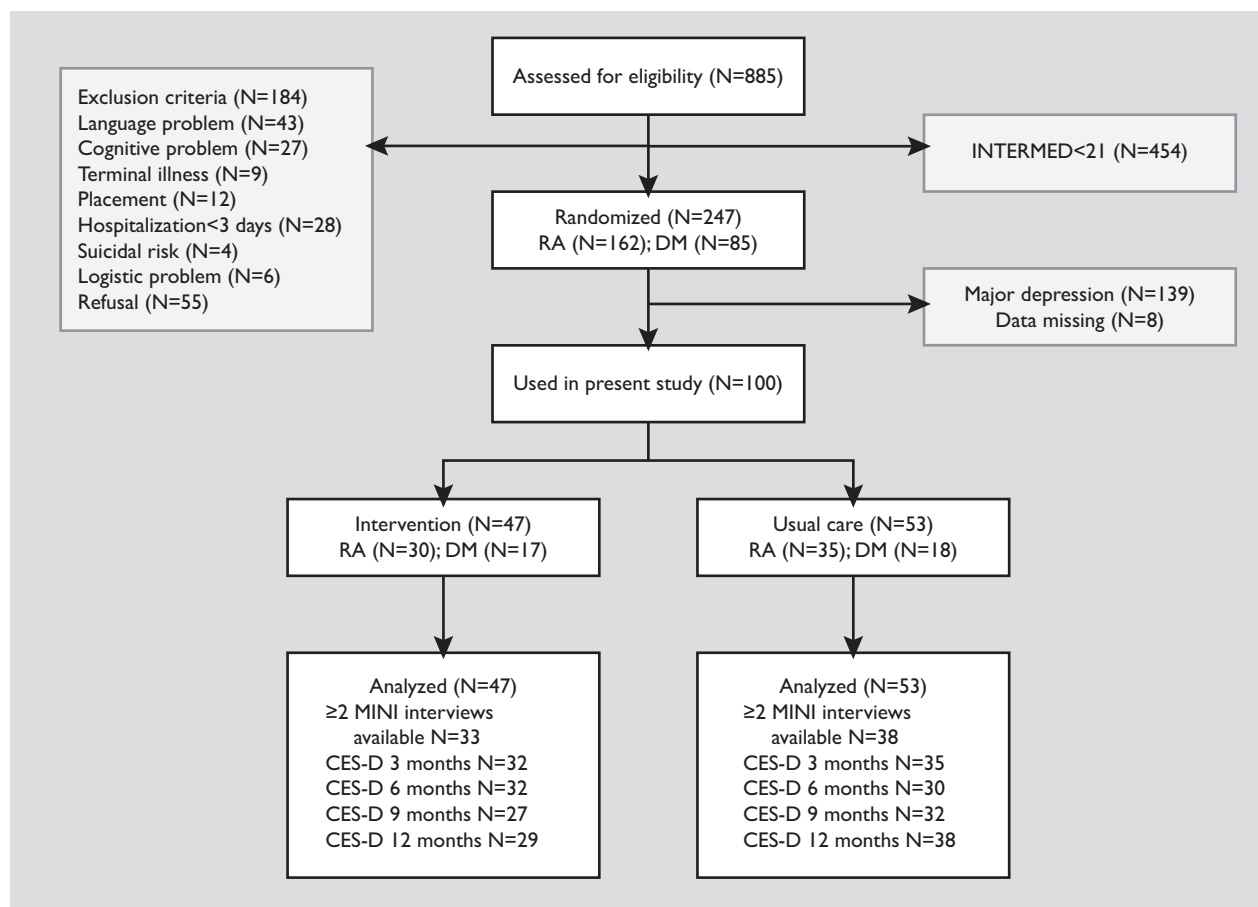 Assessed for eligibility (N=885)
Exclusion criteria (N=184)
Language problem (N=43)
Cognitive problem (N=27)
Terminal illness (N=9)
Placement (N=12)
Hospitalization<3 days (N=28)
Suicidal risk (N=4)
Logistic problem (N=6)
Refusal (N=55)
INTERMED<21 (N=454)
Randomized (N=247)
RA (N=162); DM (N=85)
Major depression (N=139)
Data missing (N=8)
Used in present study (N=100)
Intervention (N=47)
RA (N=30); DM (N=17)
Usual care (N=53)
RA (N=35); DM (N=18)
Analyzed (N=47)
≥2 MINI interviews
available N=33
CES-D 3 months N=32
CES-D 6 months N=32
CES-D 9 months N=27
CES-D 12 months N=29
Analyzed (N=53)
≥2 MINI interviews
available N=38
CES-D 3 months N=35
CES-D 6 months N=30
CES-D 9 months N=32
CES-D 12 months N=38